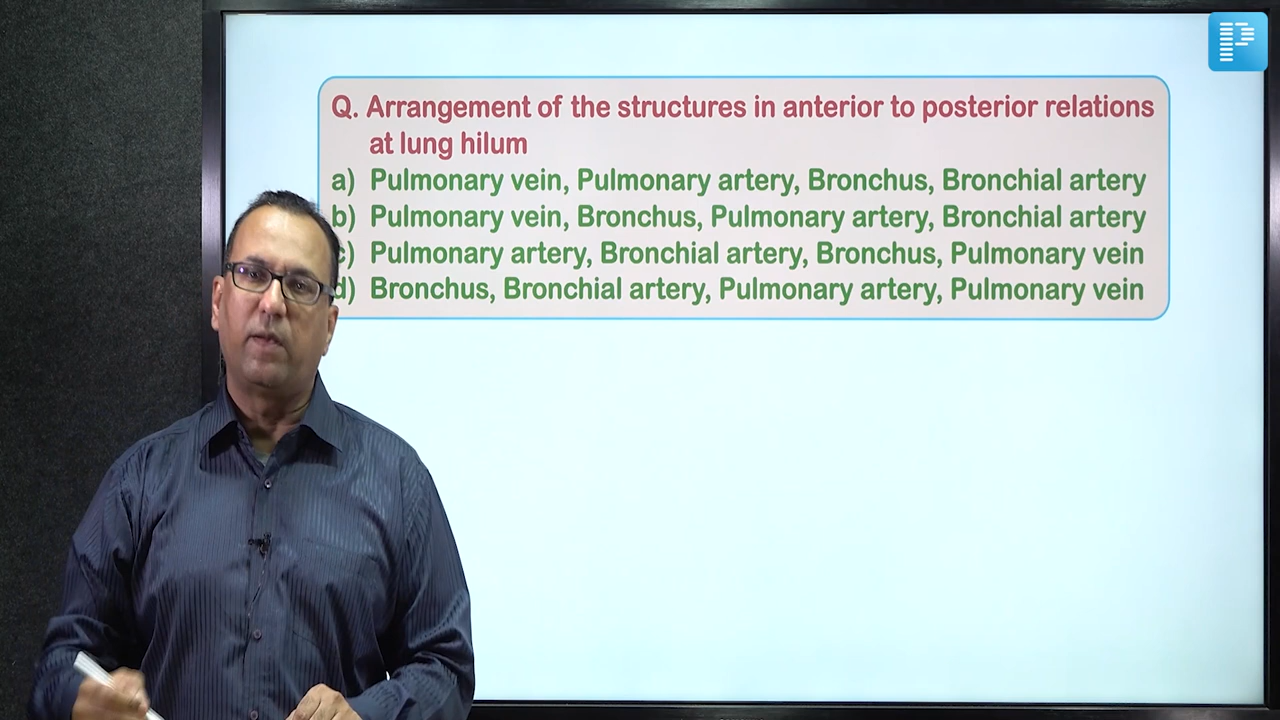 Q. Arrangement of the structures in anterior to posterior relations
at lung hilum
a) Pulmonary vein, Pulmonary artery, Bronchus, Bronchial artery
b) Pulmonary vein, Bronchus, Pulmonary artery, Bronchial artery
c) Pulmonary artery, Bronchial artery, Bronchus, Pulmonary vein
d) Bronchus, Bronchial artery, Pulmonary artery, Pulmonary vein
P